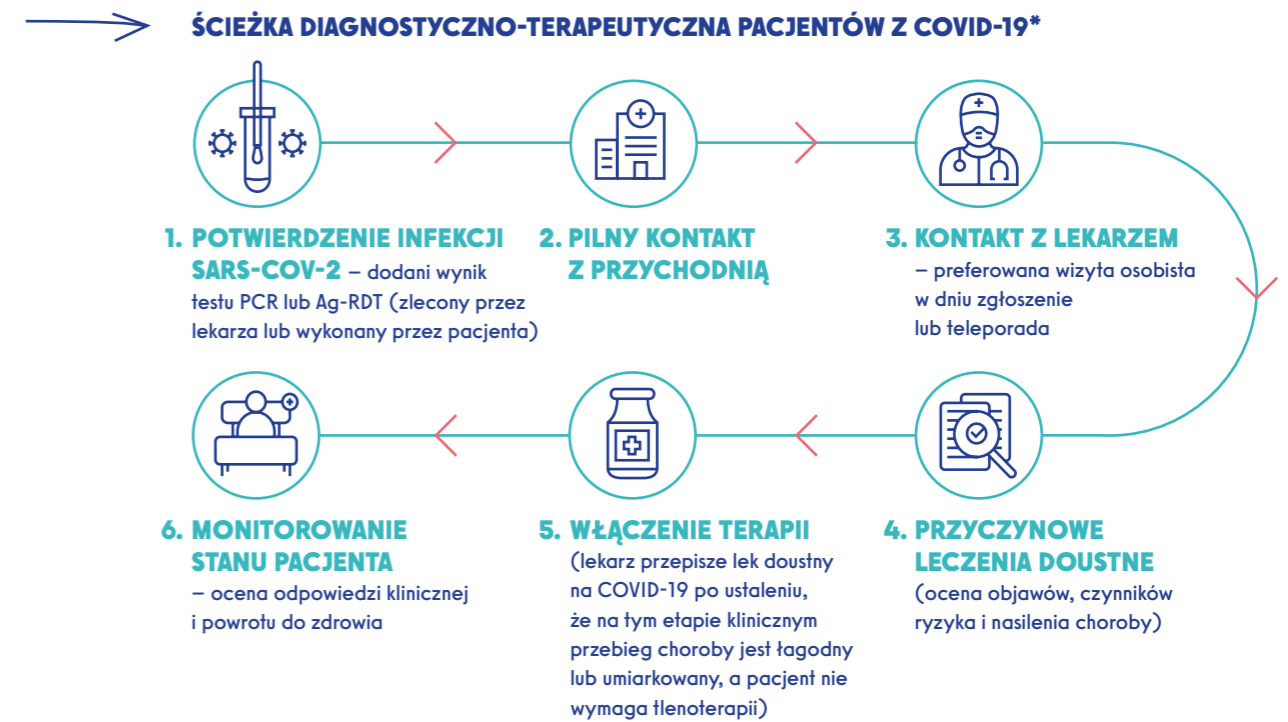 ŚCIEŻKA DIAGNOSTYCZNO-TERAPEUTYCZNA PACJENTÓW Z COVID-19*
1. POTWIERDZENIE INFEKCJI
SARS-COV-2 – dodani wynik
testu PCR lub Ag-RDT (zlecony przez
lekarza lub wykonany przez pacjenta)
2. PILNY KONTAKT
Z PRZYCHODNIĄ
3. KONTAKT Z LEKARZEM
– preferowana wizyta osobista
w dniu zgłoszenie
lub teleporada
4. PRZYCZYNOWE
LECZENIA DOUSTNE
(ocena objawów, czynników
ryzyka i nasilenia choroby)
5. WŁĄCZENIE TERAPII
(lekarz przepisze lek doustny
na COVID-19 po ustaleniu,
że na tym etapie klinicznym
przebieg choroby jest łagodny
lub umiarkowany, a pacjent nie
wymaga tlenoterapii)
6. MONITOROWANIE
STANU PACJENTA
– ocena odpowiedzi klinicznej
i powrotu do zdrowia